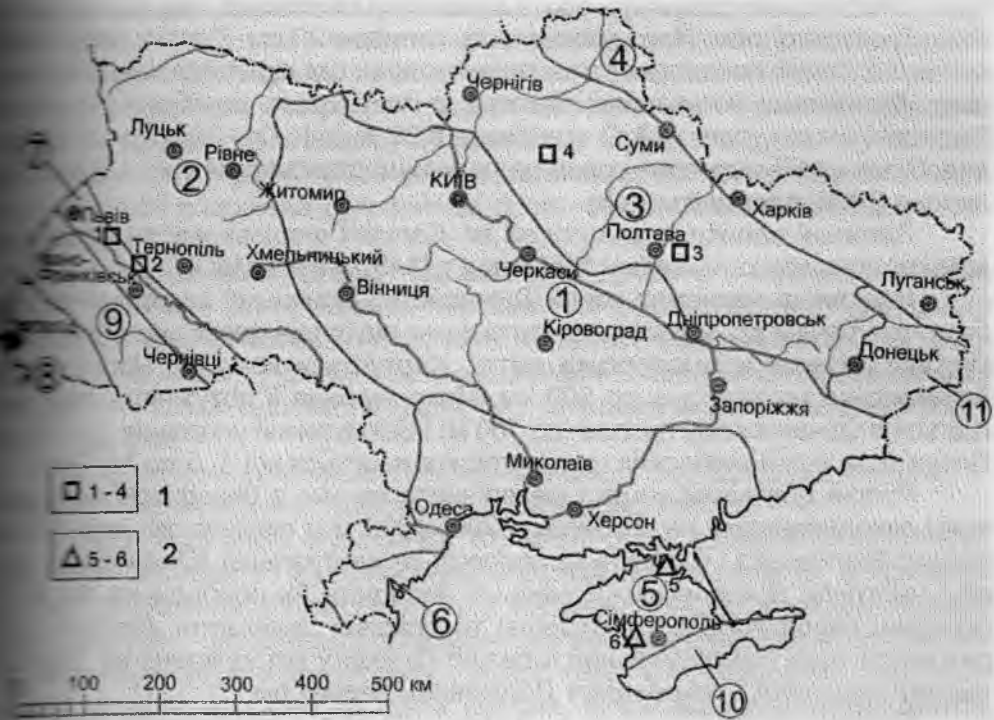 4
Чернігів
Луцьк
Суми
4
Рівне
2
Житомир
КИЇВ
3
Харків
Львів
1
Полтава
3
Тернопіль
2
Хмельницький
Черкаси
Луганськ
Вінниця
1
9
Кіровоград
Дніпропетровськ
Чернівці
Донецьк
8
Запоріжжя
11
Миколаїв
1 - 4
1
Одеса
Херсон
5 - 6
2
5
5
6
Сімферополь
6
100
200
300
400
500 км
10